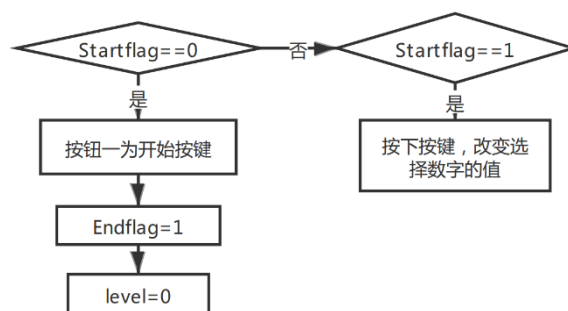 Startflag==0
否
Startflag==1
是
是
按钮一为开始按键
按下按键，改变选
择数字的值
Endflag=1
level=0